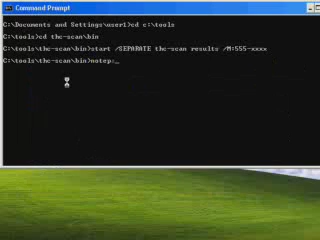 Command Prompt
C:\Documents and Settings\user1>cd c:\tools
C:\tools>cd thc-scan\bin
C:\tools\thc-scan\bin>start /SEPARATE thc-scan results /M:555-xxxx
C:\tools\thc-scan\bin>notep:_